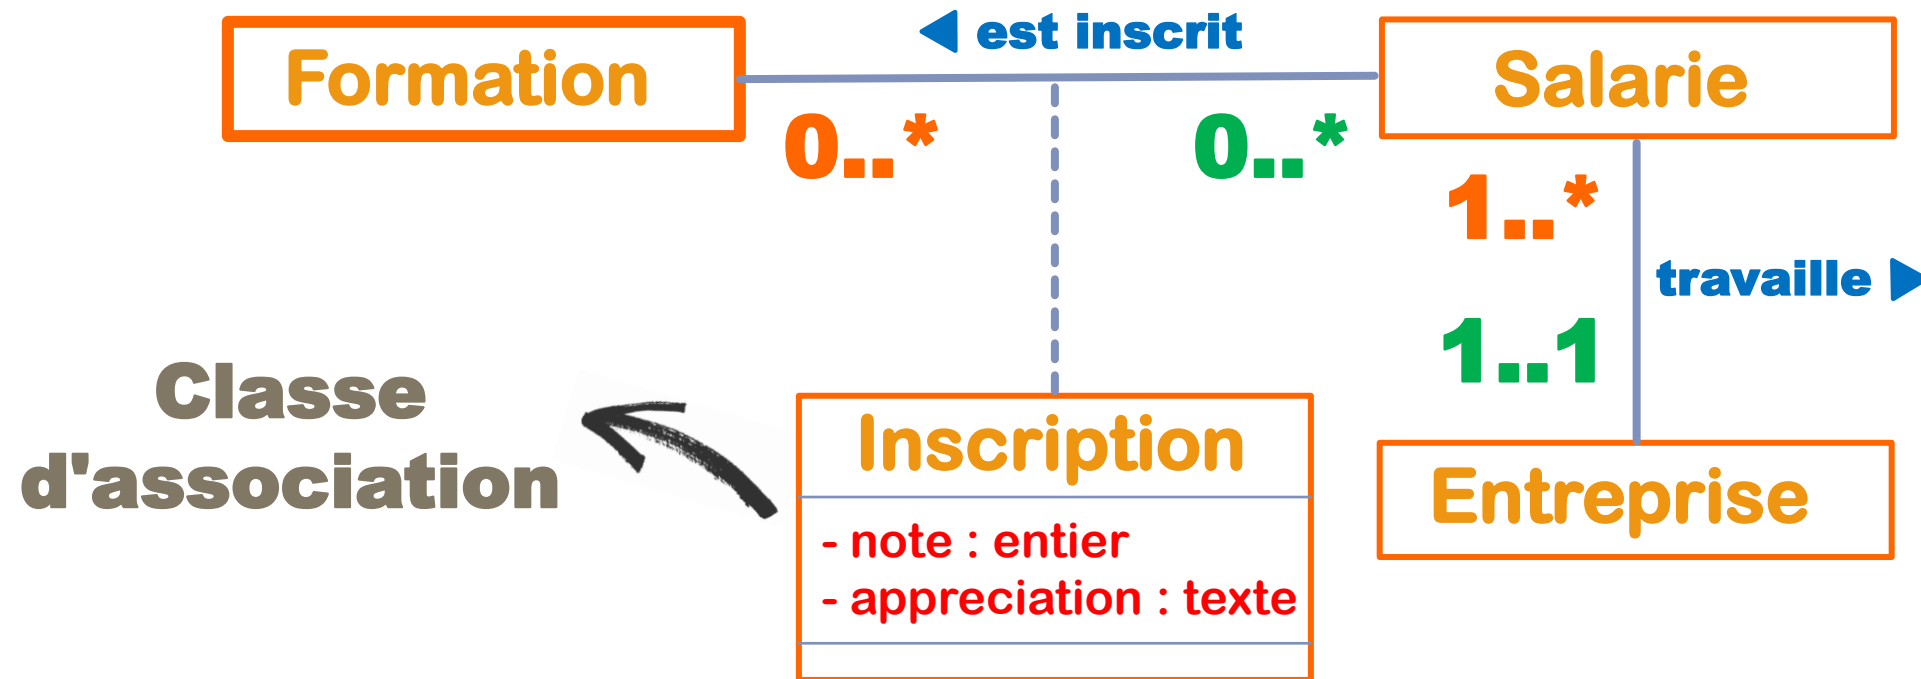 est inscrit
Formation
Salarie
0..*
0..*
1..*
travaille
1..1
Classe
d'association
Inscription
Entreprise
- note : entier
- appreciation : texte